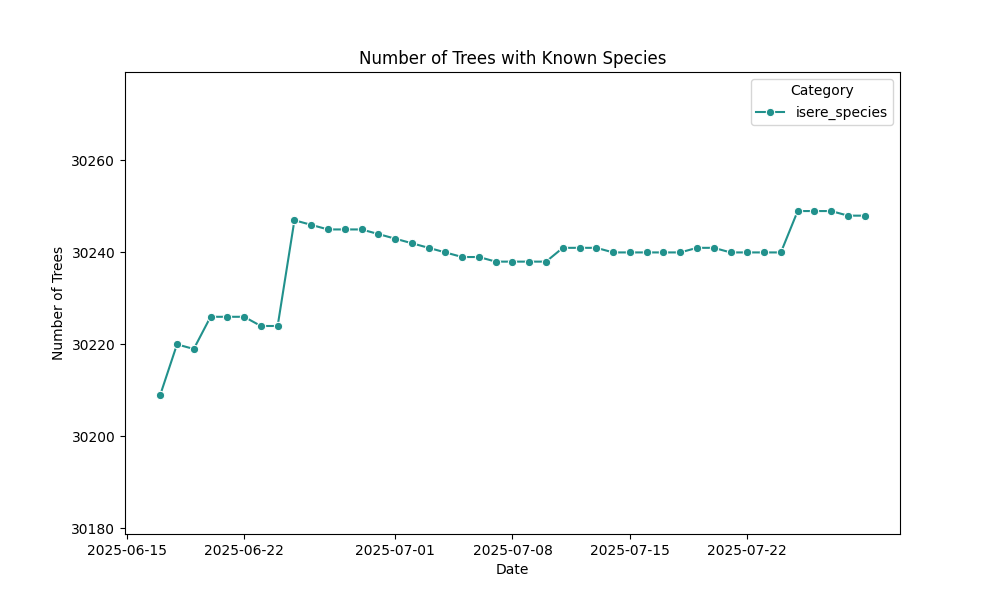 Number of Trees with Known Species
Category
isere_species
30260
30240
30220
30200
30180
Number of Trees
2025-06-15
2025-06-22
2025-07-01
2025-07-08
2025-07-15
2025-07-22
Date